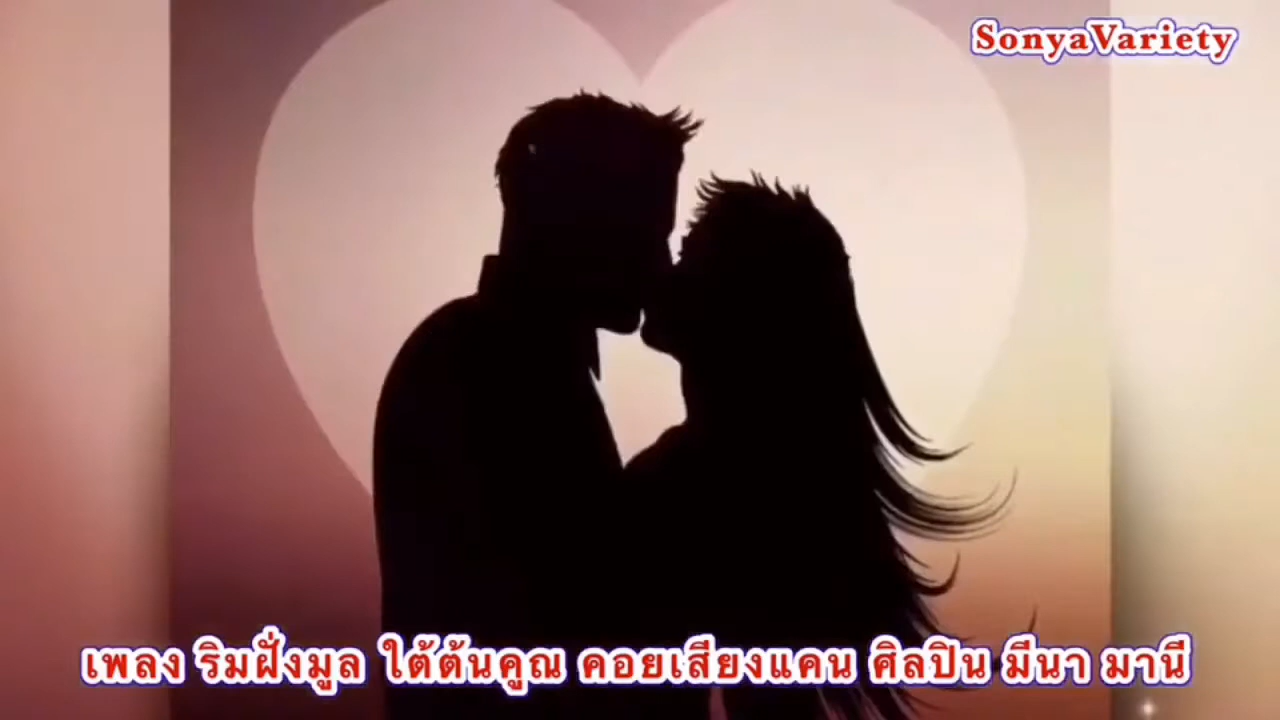 SonyaVariety
เพลง ริมฝั่งมูล ใต้ต้นคูณ คอยเสียงแคน ศิลปิน มีนา มานี